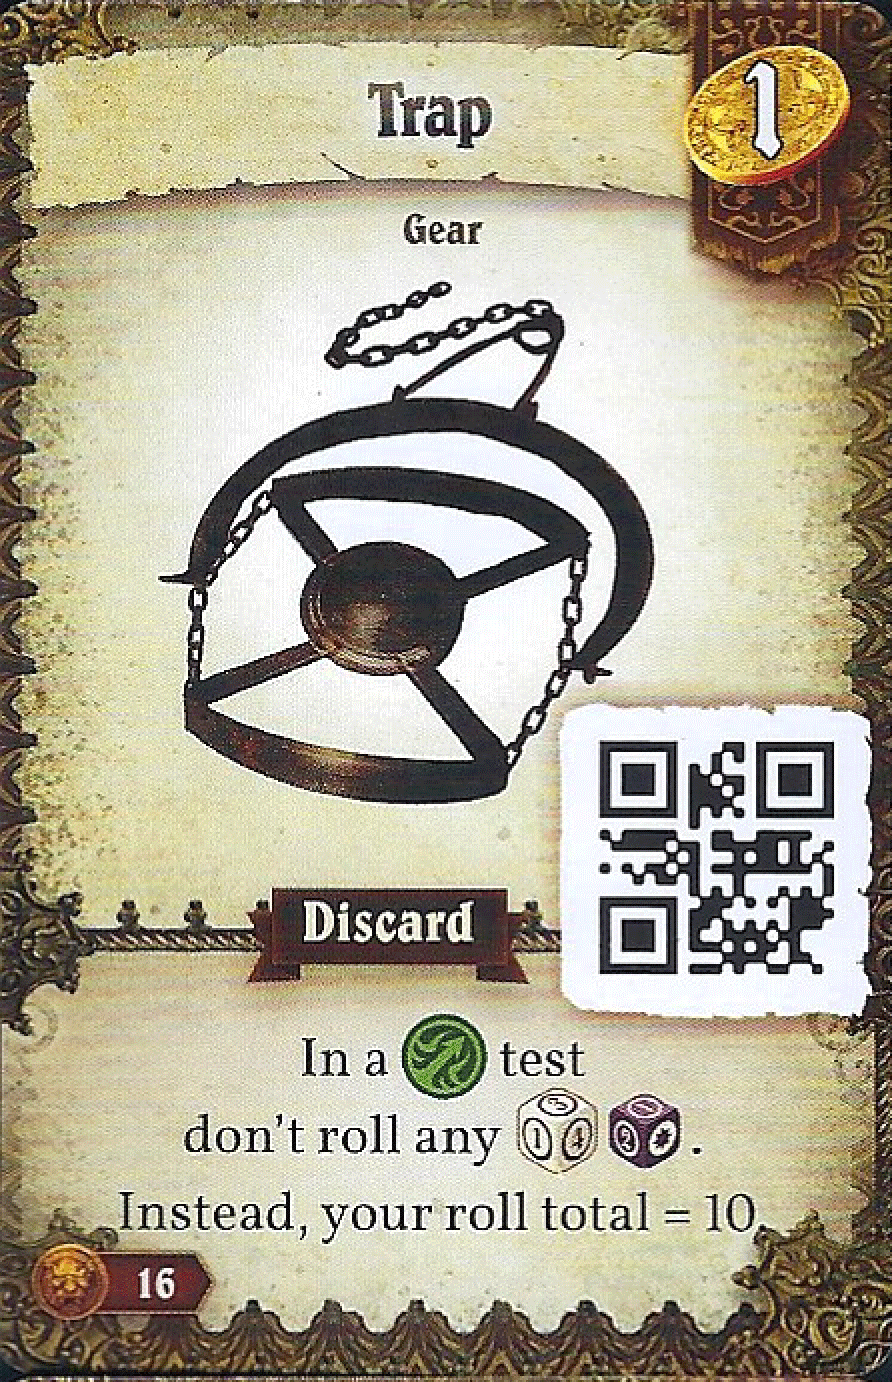 Trap
1
Gear
Discard
In a test
don't roll any .
Instead, your roll total = 10.
16